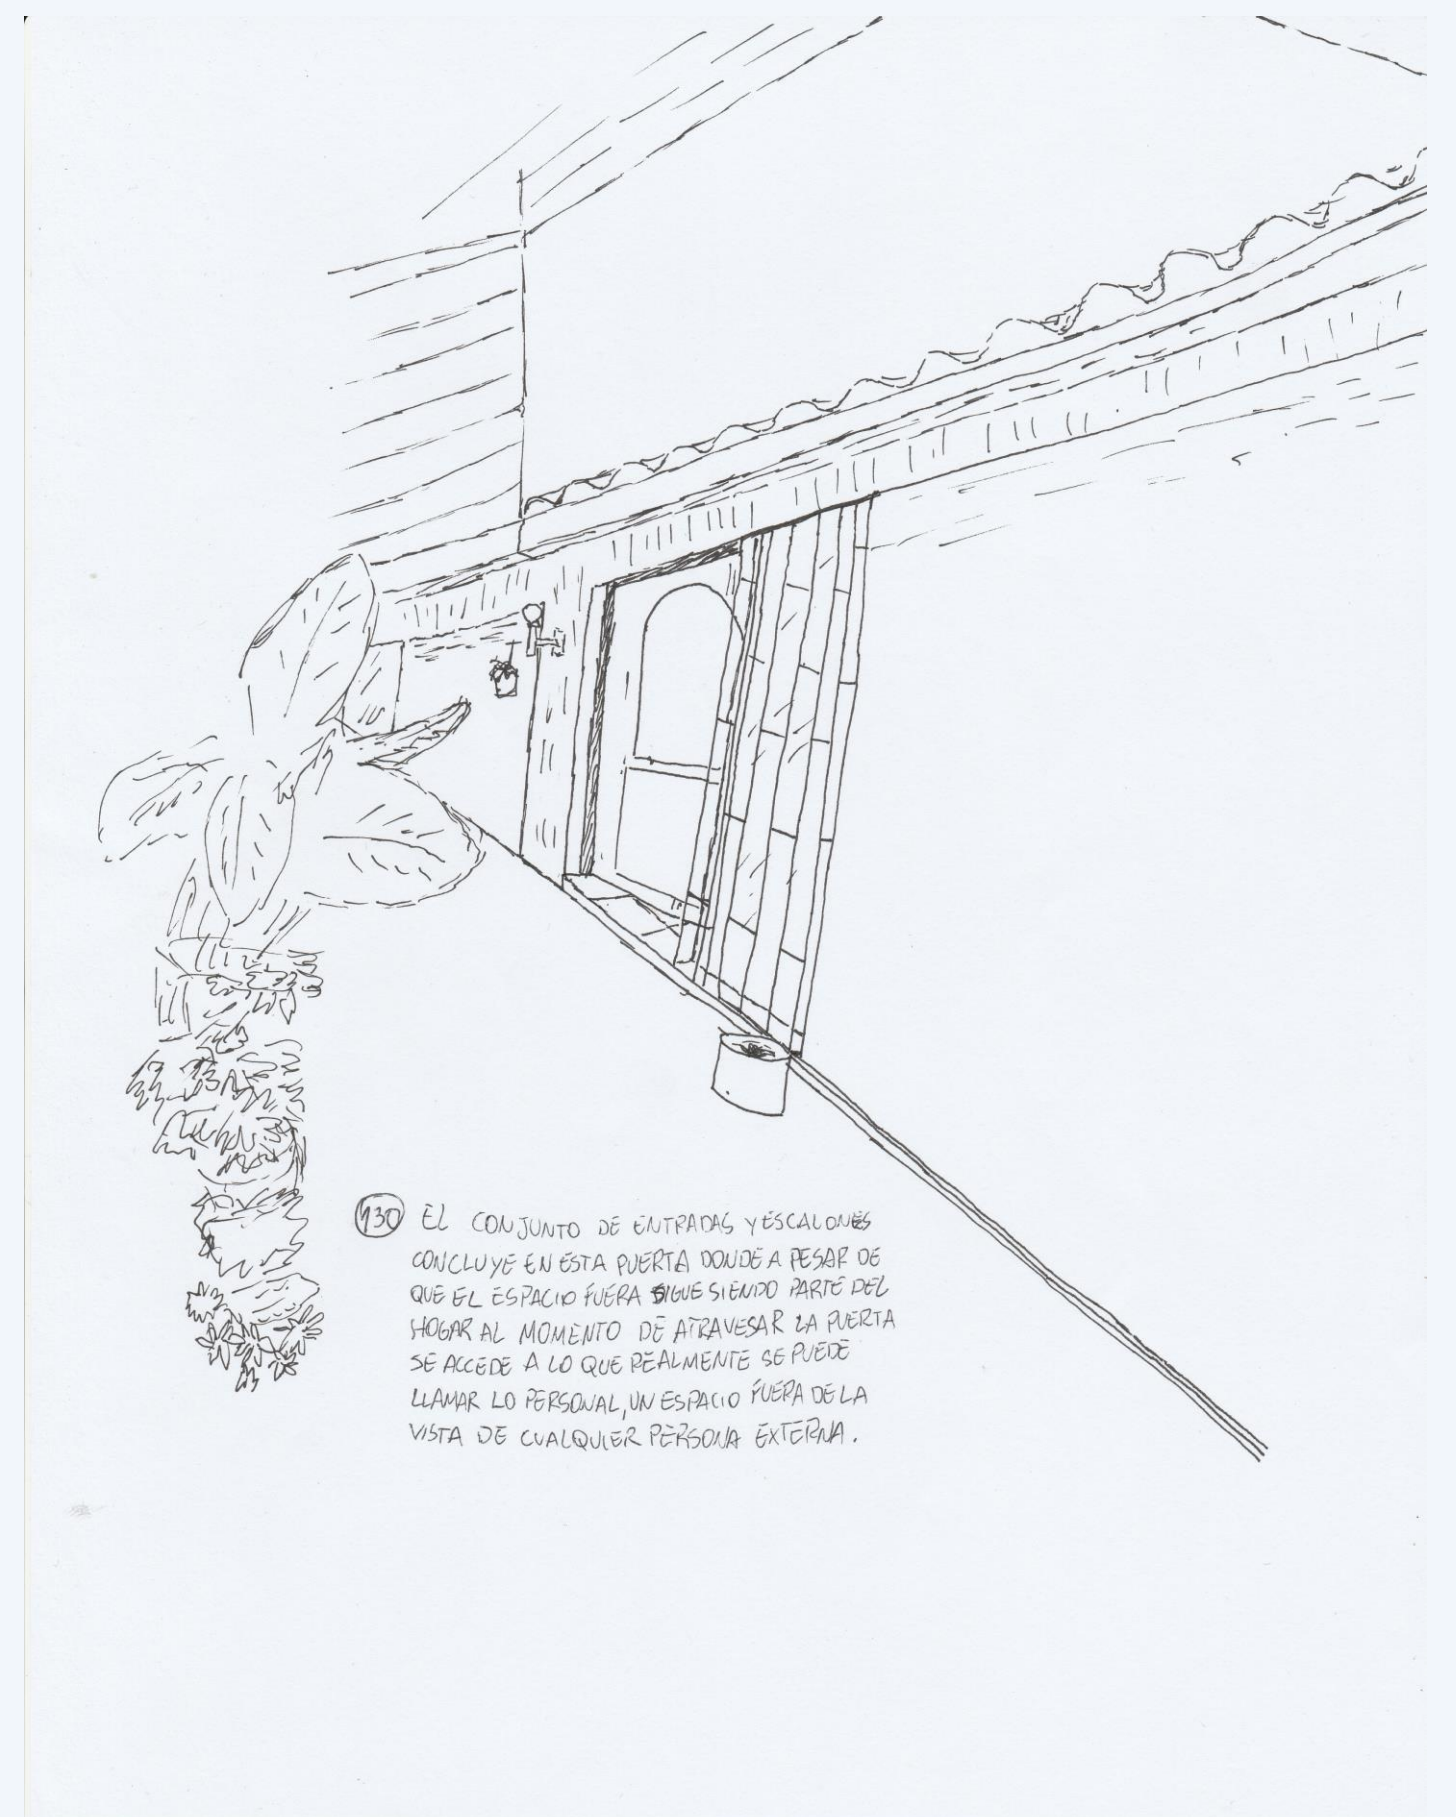 930 EL CONJUNTO DE ENTRADAS Y ESCALONES
CONCLUYE EN ESTA PUERTA DONDE A PESAR DE
QUE EL ESPACIO FUERA SIGUE SIENDO PARTE DEL
HOGAR AL MOMENTO DE ATRAVESAR LA PUERTA
SE ACCEDE A LO QUE REALMENTE SE PUEDE
LLAMAR LO PERSONAL, UN ESPACIO FUERA DE LA
VISTA DE CUALQUIER PERSONA EXTERNA.